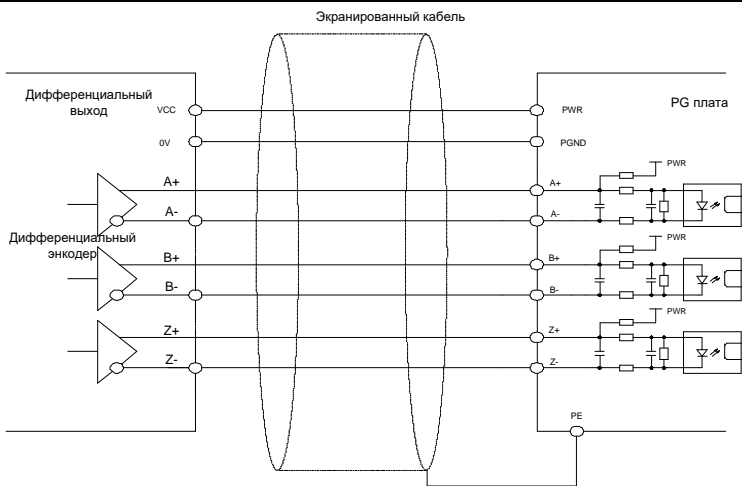 Экранированный кабель
Дифференциальный
выход
VCC
PWR
PG плата
0V
PGND
PWR
A+
A+
A-
A-
Дифференциальный
энкодер
PWR
B+
B+
B-
B-
PWR
Z+
Z+
Z-
Z-
PE